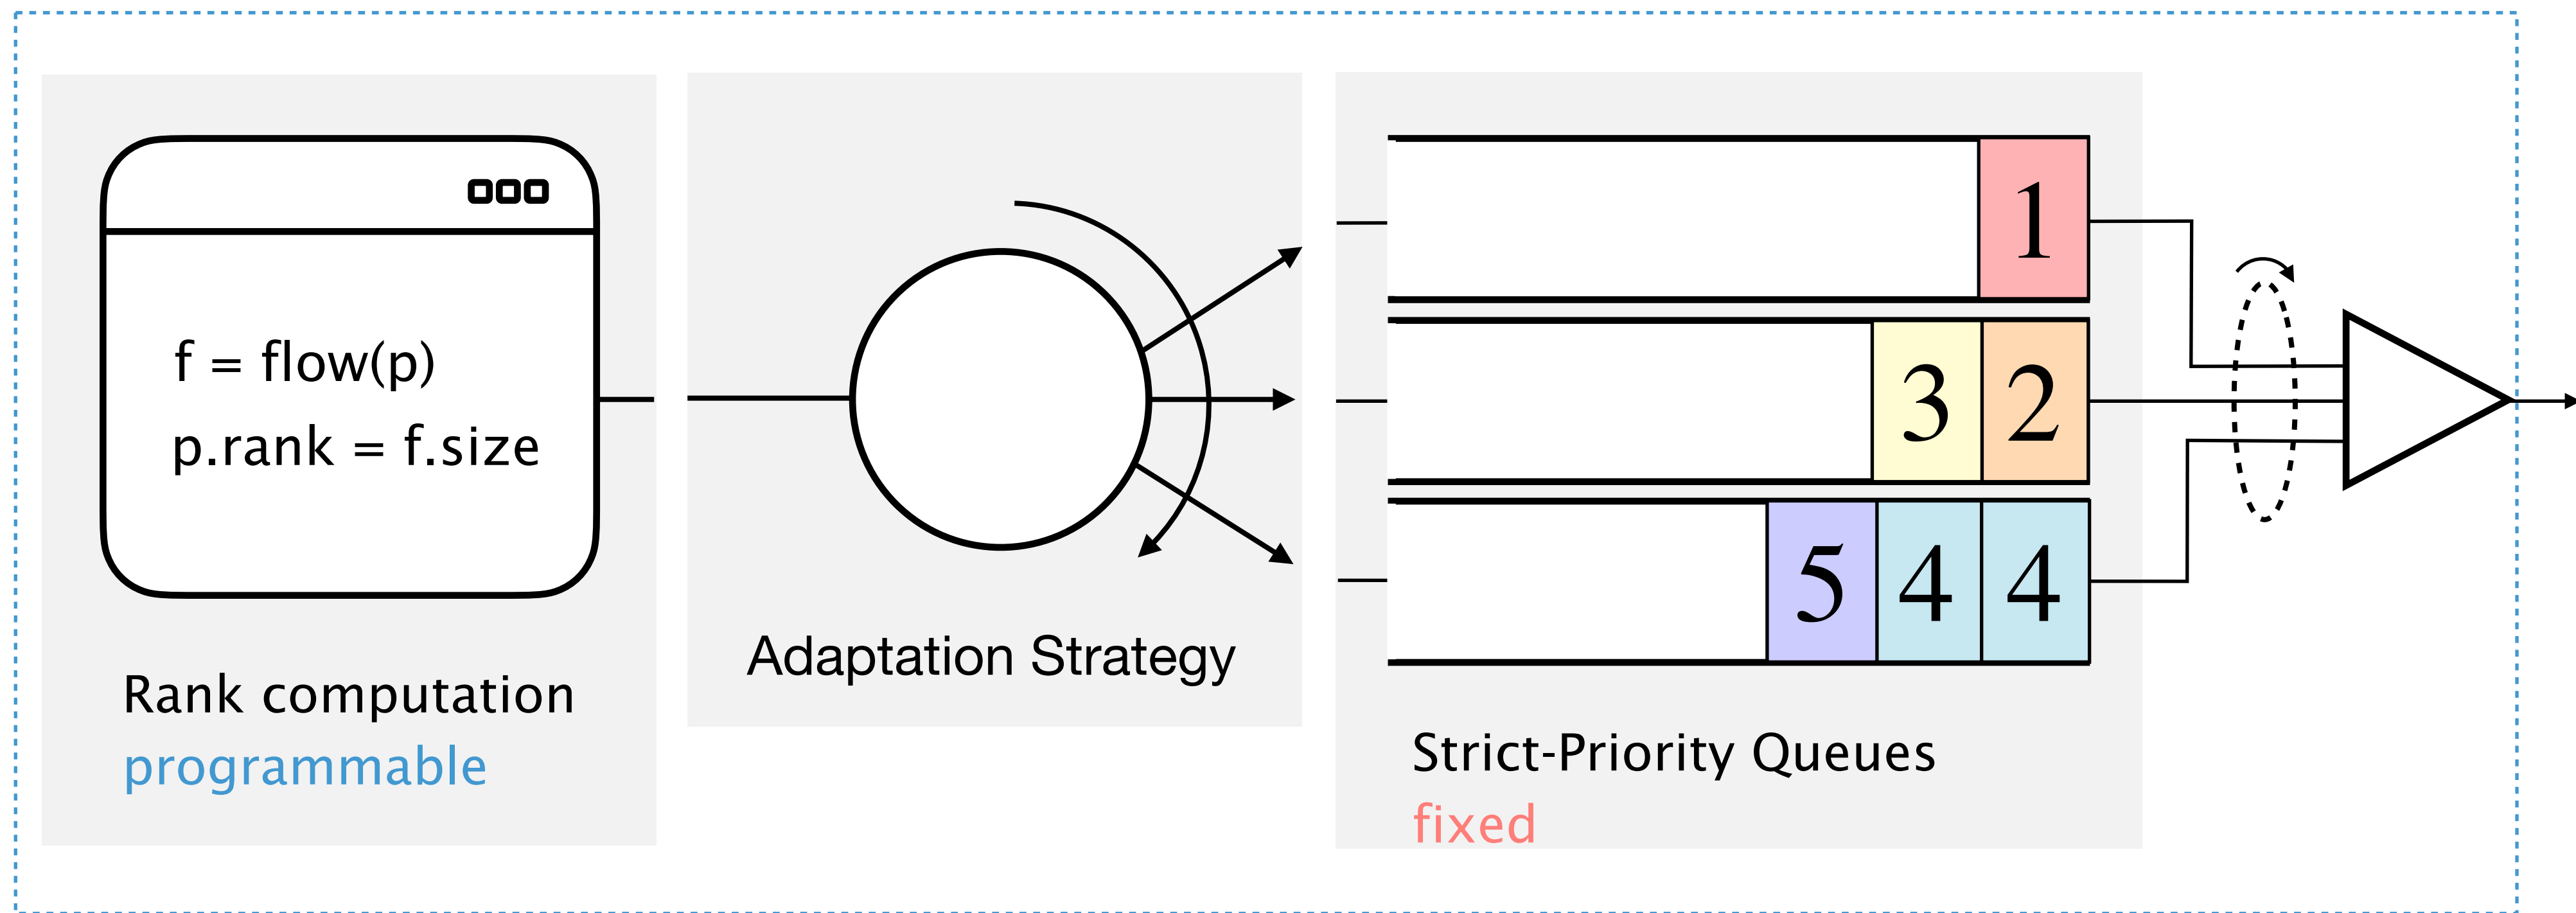 f = flow(p)
p.rank = f.size
Rank computation
programmable
Adaptation Strategy
1
3 2
5 4 4
Strict-Priority Queues
fixed